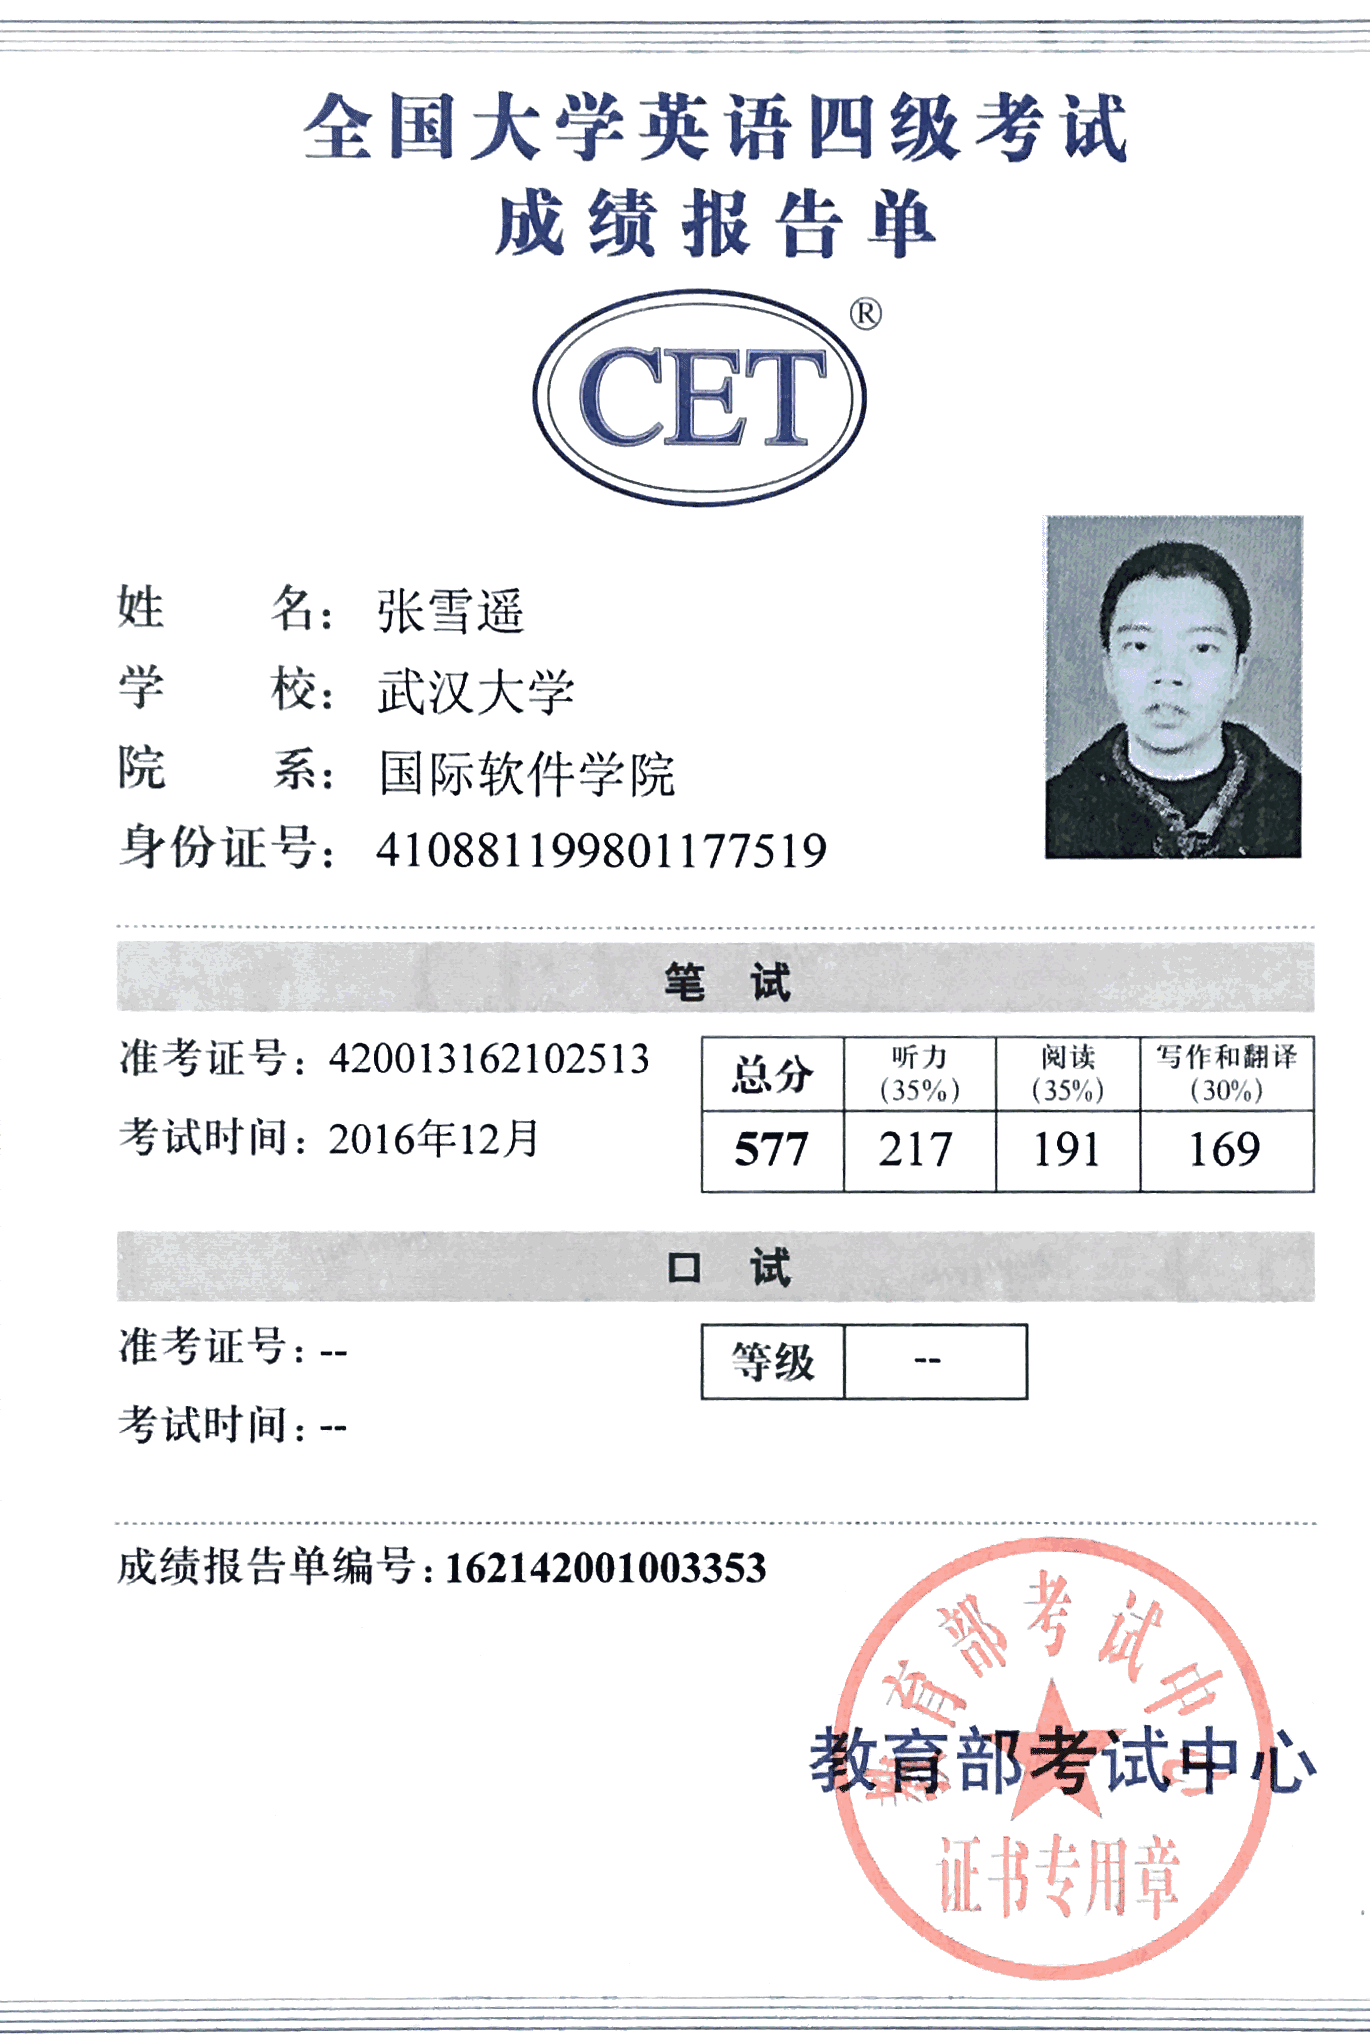 全国大学英语四级考试
成绩报告单
CET®
姓名：张雪遥
学校：武汉大学
院系：国际软件学院
身份证号：410881199801177519
笔 试
准考证号：420013162102513
考试时间：2016年12月
总分 听力(35%) 阅读(35%) 写作和翻译(30%)
577 217 191 169
口 试
准考证号：--
考试时间：--
等级 --
成绩报告单编号：162142001003353
教育部考试中心
教育部考试中心
证书专用章